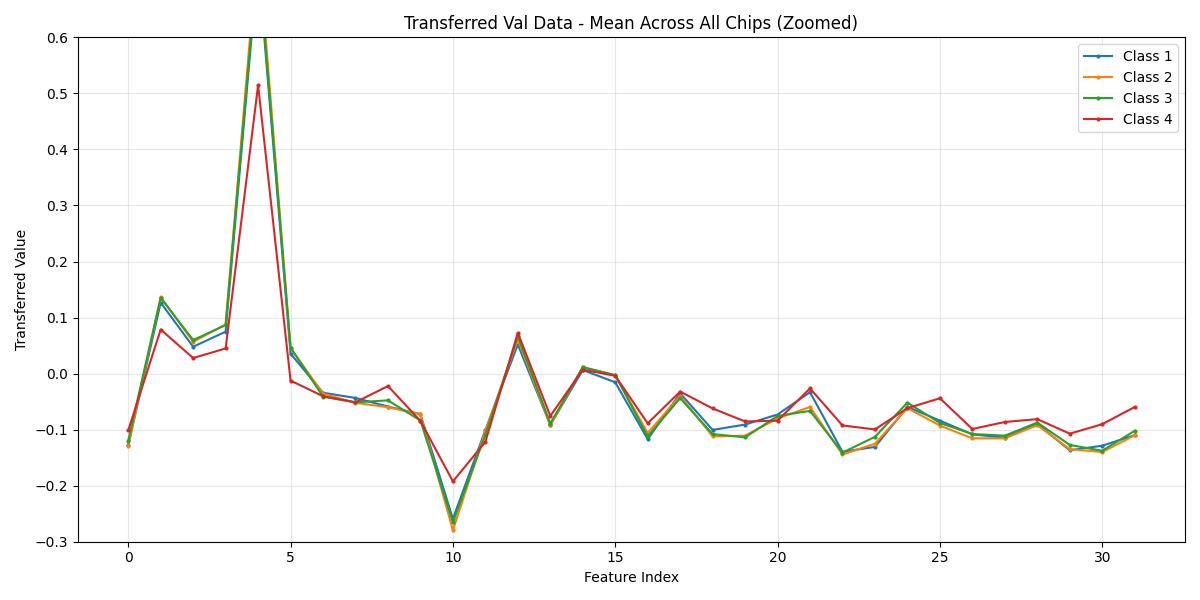 Transferred Val Data - Mean Across All Chips (Zoomed)
Transferred Value
0.6
0.5
0.4
0.3
0.2
0.1
0.0
−0.1
−0.2
−0.3
0 5 10 15 20 25 30
Feature Index
Class 1
Class 2
Class 3
Class 4